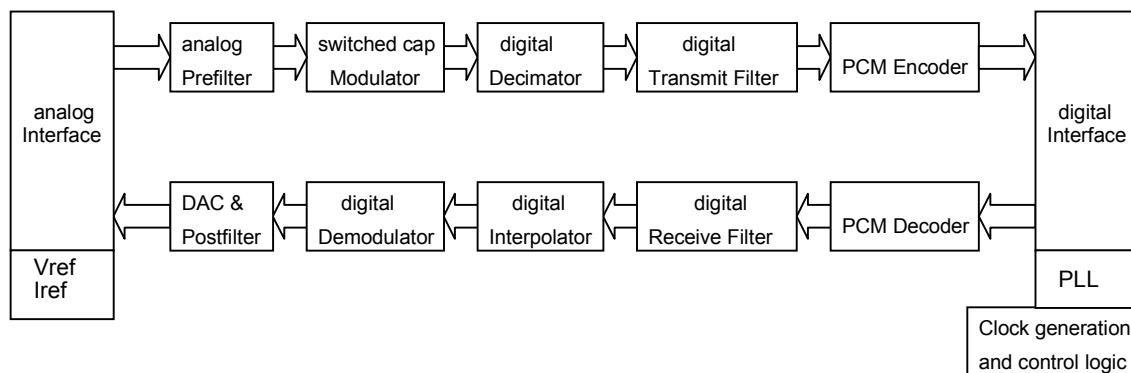 analog
Interface
analog
Prefilter
switched cap
Modulator
digital
Decimator
digital
Transmit Filter
PCM Encoder
digital
Interface
DAC &
Postfilter
digital
Demodulator
digital
Interpolator
digital
Receive Filter
PCM Decoder
Vref
Iref
PLL
Clock generation
and control logic